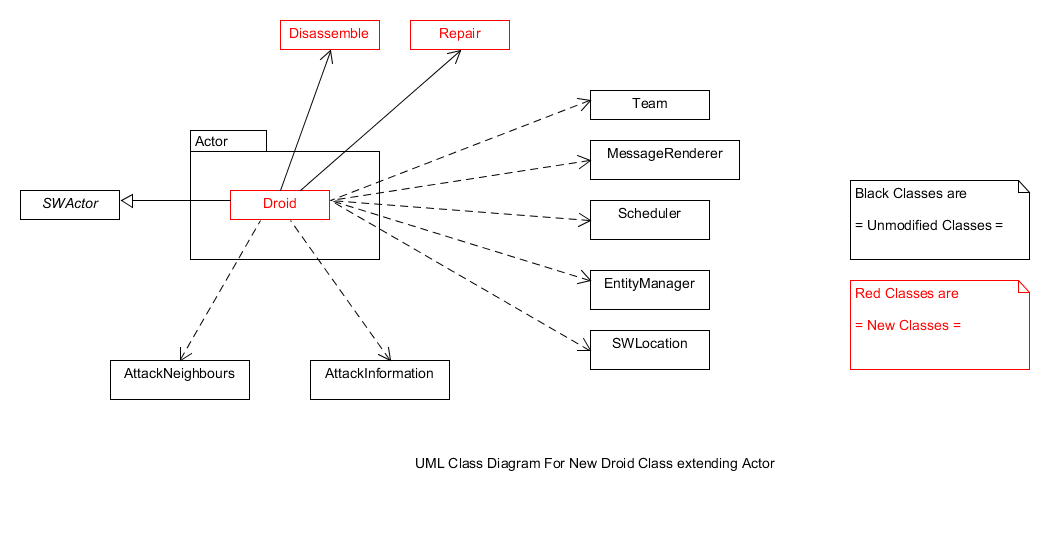 Disassemble
Repair
Team
Actor
MessageRenderer
SWActor
Droid
Scheduler
Black Classes are
= Unmodified Classes =
EntityManager
Red Classes are
= New Classes =
SWLocation
AttackNeighbours
AttackInformation
UML Class Diagram For New Droid Class extending Actor